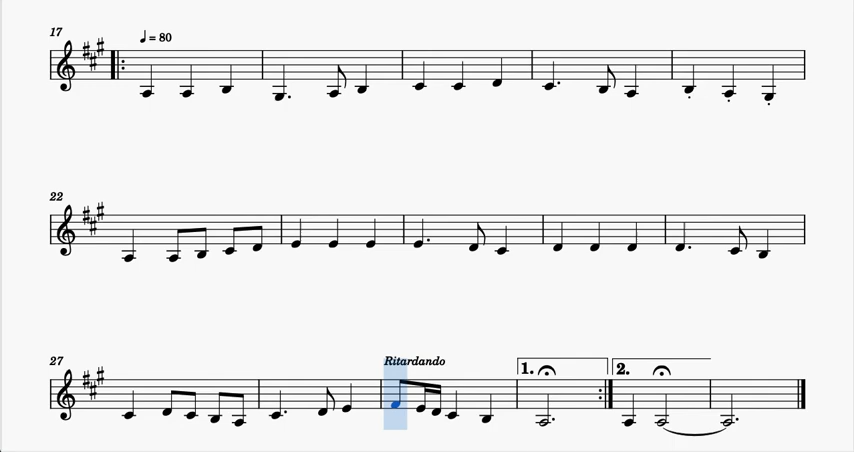 17
♩ = 80
22
27
Ritardando
1.
2.